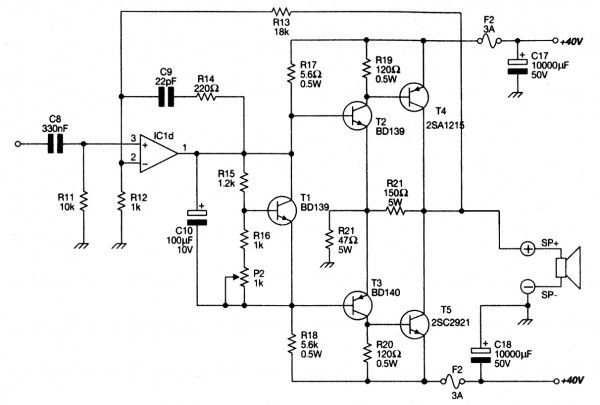 R13
18k
F2
3A
+40V
C17
10000µF
50V
R17
5.6Ω
0.5W
R19
120Ω
0.5W
C9
22pF
R14
220Ω
T4
2SA1215
T2
BD139
C8
330nF
IC1d
3
+
1
2
−
R15
1.2k
T1
BD139
R11
10k
R12
1k
C10
100µF
10V
R16
1k
P2
1k
R21
150Ω
5W
R21
47Ω
5W
SP+
SP-
T3
BD140
T5
2SC2921
R18
5.6k
0.5W
R20
120Ω
0.5W
C18
10000µF
50V
F2
3A
+40V